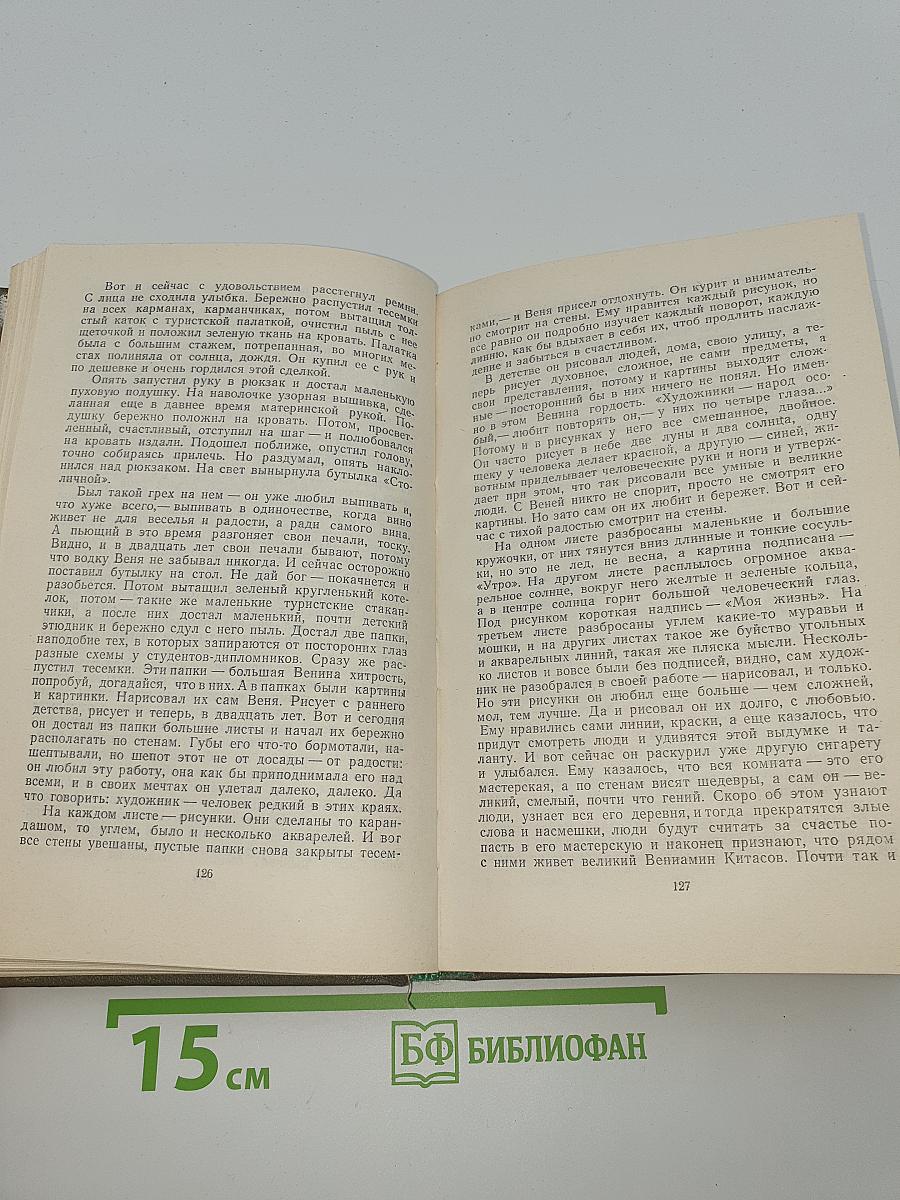 Вот и сейчас с удовольствием расстегнул ремни.
С лица не сходила улыбка. Бережно распустил тесемки
на всех карманах, карманчиках, потом вытащил тол-
стый каток с туристской палаткой, очистил пыль с нее
щеточкой и положил зеленую ткань на кровать. Палатка
была с большим стажем, потрепанная, во многих ме-
стах полиняла от солнца, дождя. Он купил ее с рук и
по дешевке и очень гордился этой сделкой.
Опять запустил руку в рюкзак и достал маленькую
пуховую подушку. На наволочке узорная вышивка, сде-
ланная еще в давнее время материнской рукой. По-
душку бережно положил на кровать. Потом, просвет-
ленный, счастливый, отступил на шаг — и полюбовался
на кровать издали. Подошел поближе, опустил голову,
точно собираясь прилечь. Но раздумал, опять накло-
нился над рюкзаком. На свет вынырнула бутылка «Сто-
личной».
Был такой грех на нем — он уже любил выпивать и,
что хуже всего,— выпивать в одиночестве, когда вино
живет не для веселья и радости, а ради самого вина.
А пьющий в это время разгоняет свои печали, тоску.
Видно, и в двадцать лет свои печали бывают, потому
что водку Веня не забывал никогда. И сейчас осторожно
поставил бутылку на стол. Не дай бог — покачнется и
разобьется. Потом вытащил зеленый кругленький коте-
лок, потом — такие же маленькие туристские стакан-
чики, а после них достал маленький, почти детский
этюдник и бережно сдул с него пыль. Достал две папки,
наподобие тех, в которых запираются от посторонних глаз
разные схемы у студентов-дипломников. Сразу же рас-
пустил тесемки. Эти папки — большая Венина хитрость,
попробуй, догадайся, что в них. А в папках были картины
и картинки. Нарисовал их сам Веня. Рисует с раннего
детства, рисует и теперь, в двадцать лет. Вот и сегодня
он достал из папки большие листы и начал их бережно
располагать по стенам. Губы его что-то бормотали, на-
шептывали, но шепот этот не от досады — от радости:
он любил эту работу, она как бы приподнимала его над
всеми, и в своих мечтах он улетал далеко, далеко. Да
что говорить: художник — человек редкий в этих краях.
На каждом листе — рисунки. Они сделаны то каран-
дашом, то углем, было и несколько акварелей. И вот
все стены увешаны, пустые папки снова закрыты тесем-
126
ками,— и Веня присел отдохнуть. Он курит и вниматель-
но смотрит на стены. Ему нравится каждый рисунок, но
все равно он подробно изучает каждый поворот, каждую
линию, как бы вдыхает в себя их, чтоб продлить наслаж-
дение и забыться в счастливом.
В детстве он рисовал людей, дома, свою улицу, а те-
перь рисует духовное, сложное, не сами предметы, а
свои представления, потому и картины выходят слож-
ные — посторонний бы в них ничего не понял. Но имен-
но в этом Венина гордость. «Художники — народ осо-
бый,— любит повторять он,— у них по четыре глаза...»
Потому и в рисунках у него все смешанное, двойное.
Он часто рисует в небе две луны и два солнца, одну
щеку у человека делает красной, а другую — синей, жи-
вотным приделывает человеческие руки и ноги и утверж-
дает при этом, что так рисовали все умные и великие
люди. С Веней никто не спорит, просто не смотрят его
картины. Но зато сам он их любит и бережет. Вот и сей-
час с тихой радостью смотрит на стены.
На одном листе разбросаны маленькие и большие
кружочки, от них тянутся вниз длинные и тонкие сосуль-
ки, но это не лед, не весна, а картина подписана —
«Утро». На другом листе расплылось огромное аква-
рельное солнце, вокруг него желтые и зеленые кольца,
а в центре солнца горит большой человеческий глаз.
Под рисунком короткая надпись — «Моя жизнь». На
третьем листе разбросаны углем какие-то муравьи и
мошки, и на других листах такое же буйство угольных
и акварельных линий, такая же пляска мысли. Несколь-
ко листов и вовсе были без подписей, видно, сам худож-
ник не разобрался в своей работе — нарисовал, и только.
Но эти рисунки он любил еще больше — чем сложней,
мол, тем лучше. Да и рисовал он их долго, с любовью.
Ему нравились сами линии, краски, а еще казалось, что
придут смотреть люди и удивятся этой выдумке и та-
ланту. И вот сейчас он раскурил уже другую сигарету
и улыбался. Ему казалось, что вся комната — это его
мастерская, а по стенам висят шедевры, а сам он — ве-
ликий, смелый, почти что гений. Скоро об этом узнают
люди, узнает вся его деревня, и тогда прекратятся злые
слова и насмешки, люди будут считать за счастье по-
пасть в его мастерскую и наконец признают, что рядом
с ними живет великий Вениамин Китасов. Почти так и
127
15 см
БФ БИБЛИОФАН